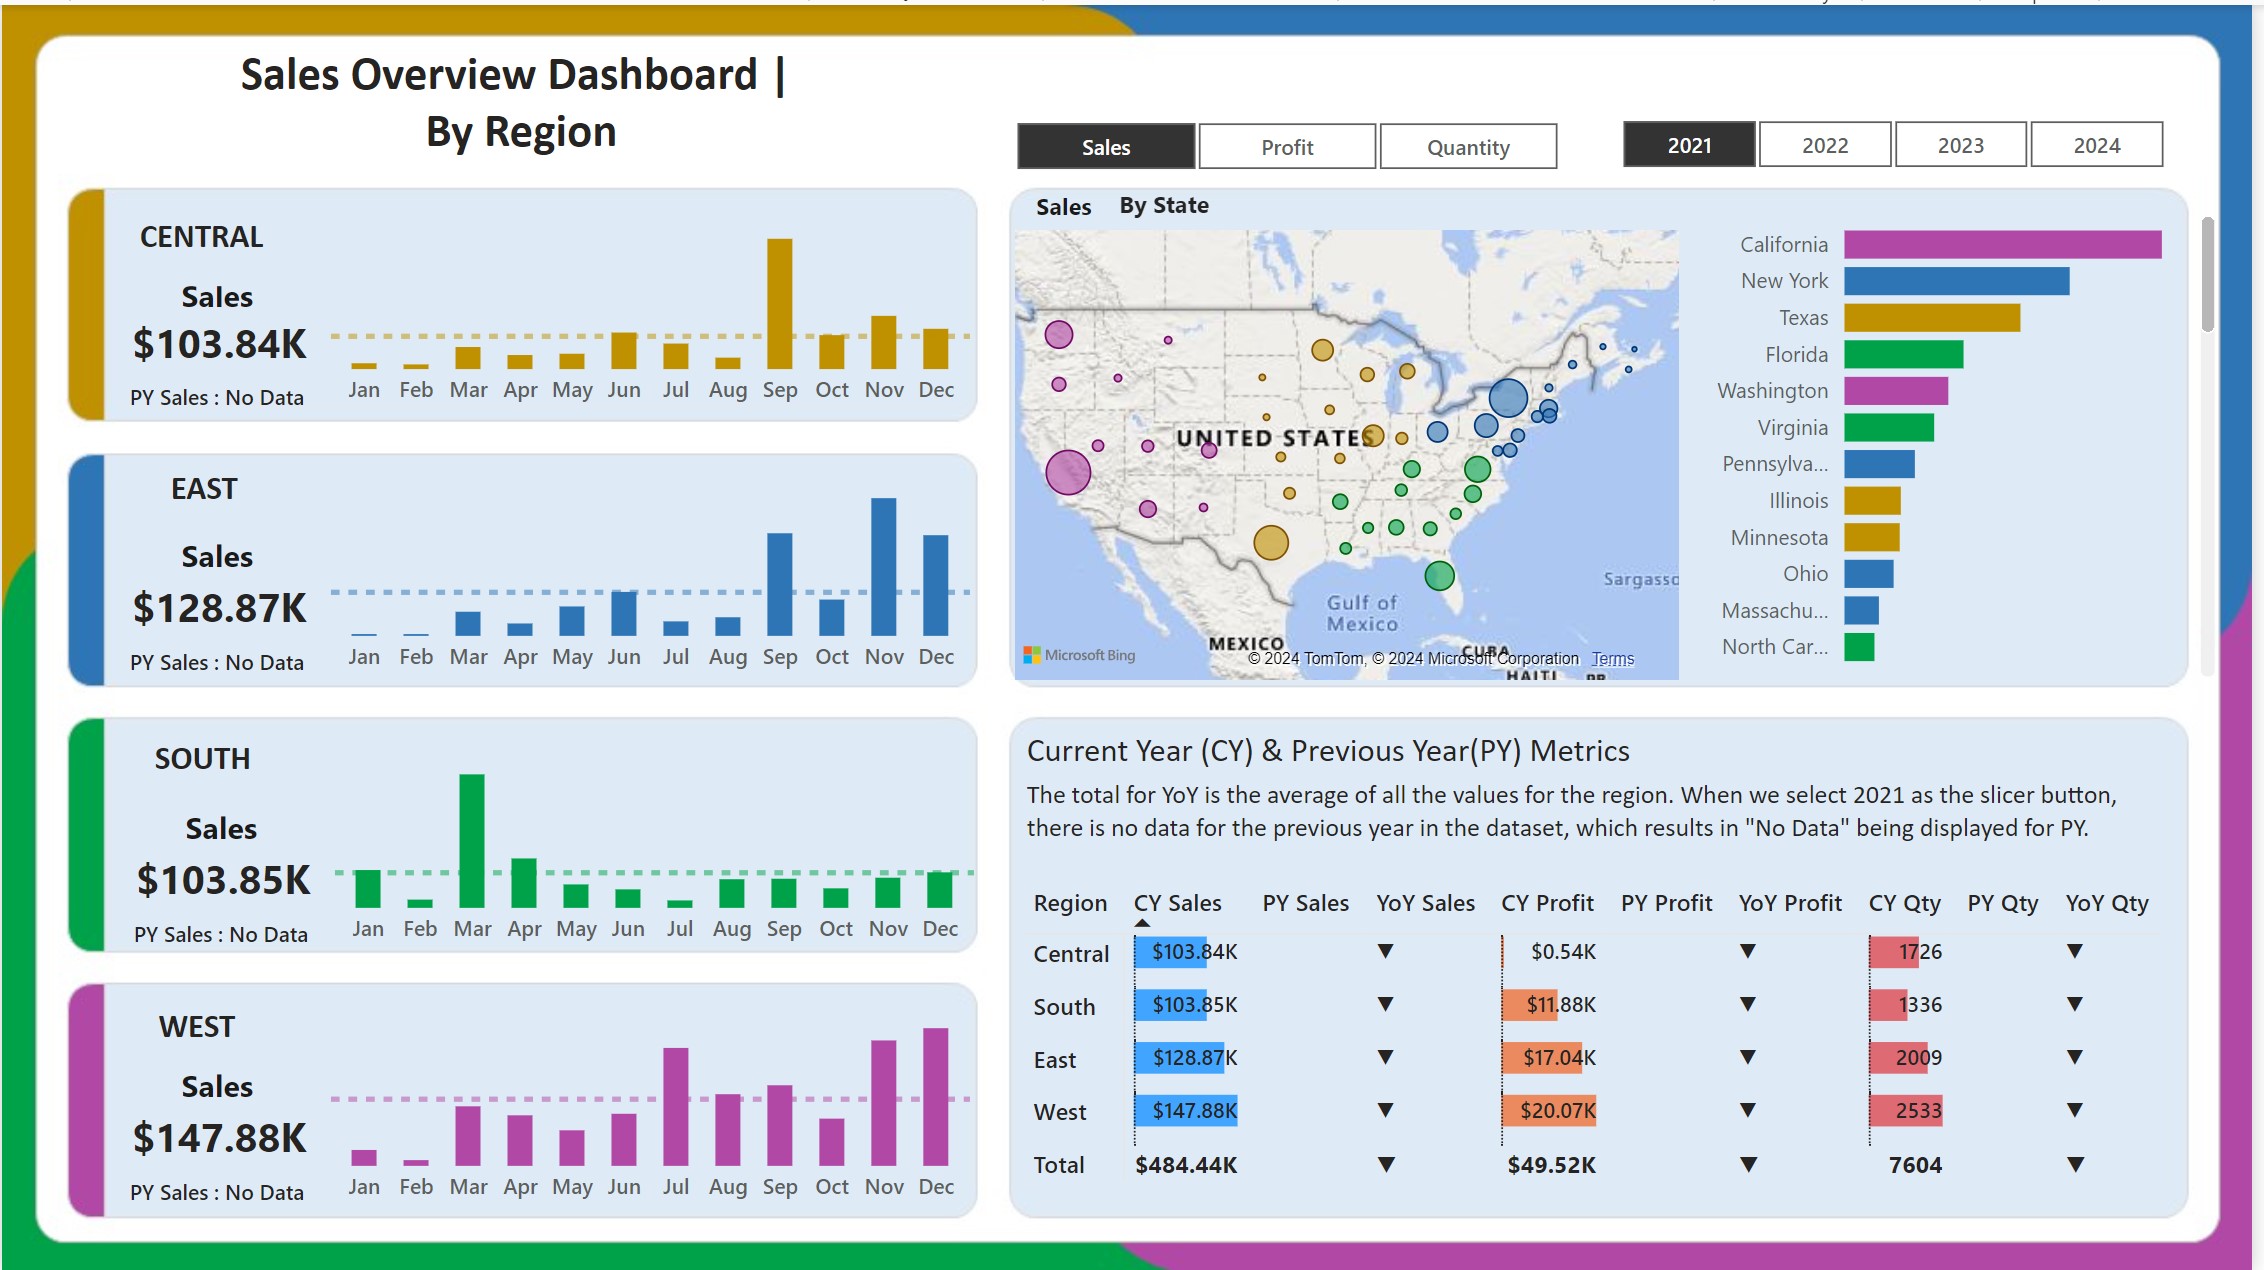 Sales Overview Dashboard |
By Region
Sales
Profit
Quantity
2021
2022
2023
2024
CENTRAL
Sales
$103.84K
PY Sales : No Data
Jan Feb Mar Apr May Jun Jul Aug Sep Oct Nov Dec
EAST
Sales
$128.87K
PY Sales : No Data
Jan Feb Mar Apr May Jun Jul Aug Sep Oct Nov Dec
SOUTH
Sales
$103.85K
PY Sales : No Data
Jan Feb Mar Apr May Jun Jul Aug Sep Oct Nov Dec
WEST
Sales
$147.88K
PY Sales : No Data
Jan Feb Mar Apr May Jun Jul Aug Sep Oct Nov Dec
Sales By State
UNITED STATES
Gulf of
Mexico
Sargasso
MEXICO
CUBA
HAITI
Microsoft Bing
© 2024 TomTom, © 2024 Microsoft Corporation Terms
California
New York
Texas
Florida
Washington
Virginia
Pennsylva...
Illinois
Minnesota
Ohio
Massachu...
North Car...
Current Year (CY) & Previous Year(PY) Metrics
The total for YoY is the average of all the values for the region. When we select 2021 as the slicer button,
there is no data for the previous year in the dataset, which results in "No Data" being displayed for PY.
Region CY Sales PY Sales YoY Sales CY Profit PY Profit YoY Profit CY Qty PY Qty YoY Qty
Central $103.84K ▼ $0.54K ▼ 1726 ▼
South $103.85K ▼ $11.88K ▼ 1336 ▼
East $128.87K ▼ $17.04K ▼ 2009 ▼
West $147.88K ▼ $20.07K ▼ 2533 ▼
Total $484.44K ▼ $49.52K ▼ 7604 ▼